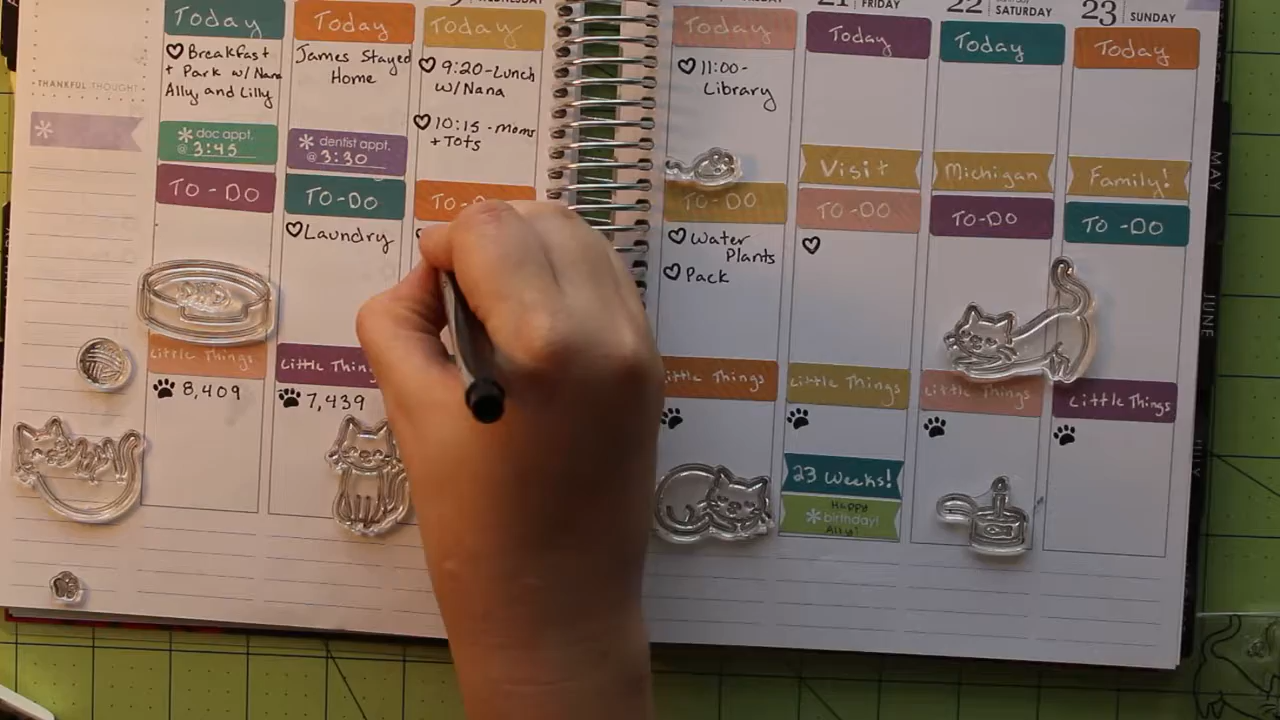 WEDNESDAY
21 FRIDAY
22 SATURDAY
23 SUNDAY
Today
Today
Today
Today
Today
Today
Today
Breakfast
+ Park w/ Nana
Ally, and Lilly
James Stayed
Home
9:20-Lunch
w/Nana
10:15 -Moms
+ Tots
11:00-
Library
THANKFUL THOUGHT
* doc appt.
@ 3:45
* dentist appt.
@ 3:30
Visit
Michigan
Family!
TO-DO
TO-DO
TO-DO
TO-DO
TO-DO
TO-DO
Laundry
Water
Plants
Pack
Little Things
Little Thin
Little Things
Little Things
Little Things
Little Things
8,409
7,439
23 Weeks!
Happy
* birthday!
Ally!
MAY
JUNE
JULY